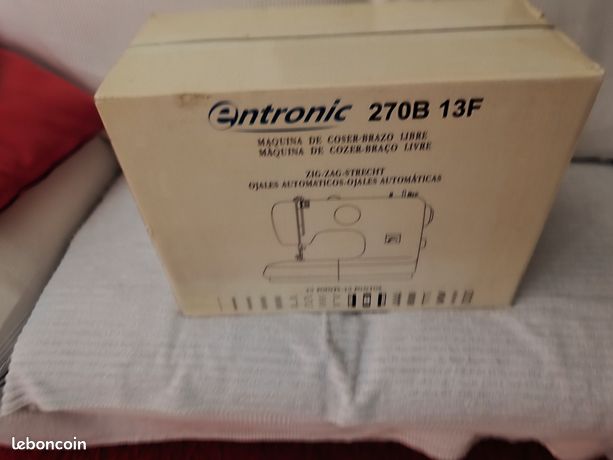 entronic 270B 13F
MAQUINA DE COSER-BRAZO LIBRE
MÁQUINA DE COZER-BRAÇO LIVRE
ZIG-ZAG-STRECHT
OJALES AUTOMATICOS-OJALES AUTOMÁTICAS
leboncoin